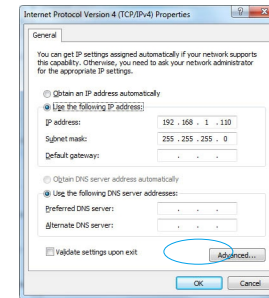 Internet Protocol Version 4 (TCP/IPv4) Properties
General
You can get IP settings assigned automatically if your network supports
this capability. Otherwise, you need to ask your network administrator
for the appropriate IP settings.
Obtain an IP address automatically
Use the following IP address:
IP address: 192 . 168 . 1 . 110
Subnet mask: 255 . 255 . 255 . 0
Default gateway: . . .
Obtain DNS server address automatically
Use the following DNS server addresses:
Preferred DNS server: . . .
Alternate DNS server: . . .
Validate settings upon exit
Advanced...
OK Cancel